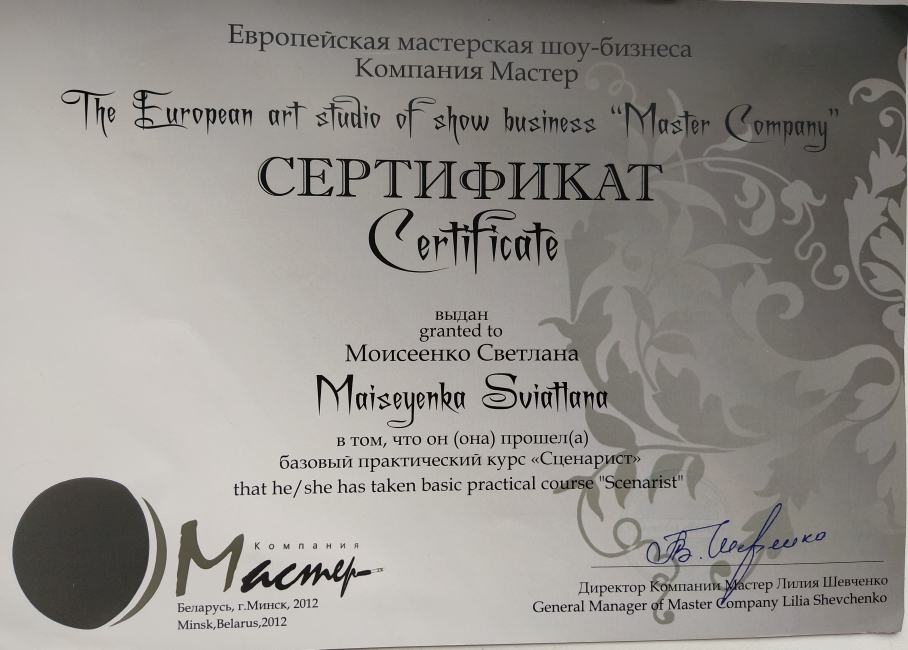 Европейская мастерская шоу-бизнеса
Компания Мастер
The European art studio of show business “Master Company”
СЕРТИФИКАТ
Certificate
выдан
granted to
Моисеенко Светлана
Maiseyenka Sviatlana
в том, что он (она) прошел(а)
базовый практический курс «Сценарист»
that he/she has taken basic practical course "Scenarist"
Компания
Мастер
Беларусь, г.Минск, 2012
Minsk,Belarus,2012
Директор Компании Мастер Лилия Шевченко
General Manager of Master Company Lilia Shevchenko